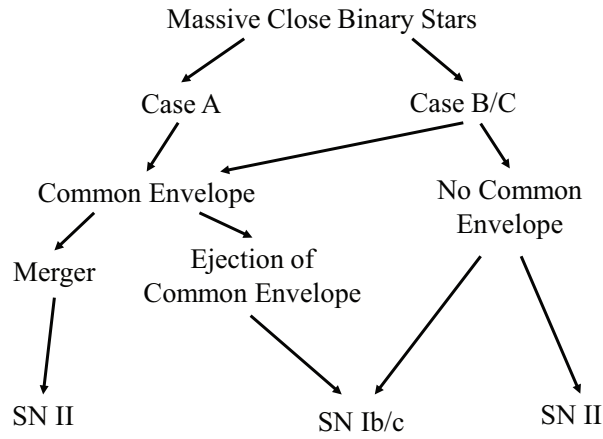 Massive Close Binary Stars
Case A
Case B/C
Common Envelope
No Common
Envelope
Merger
Ejection of
Common Envelope
SN II
SN Ib/c
SN II